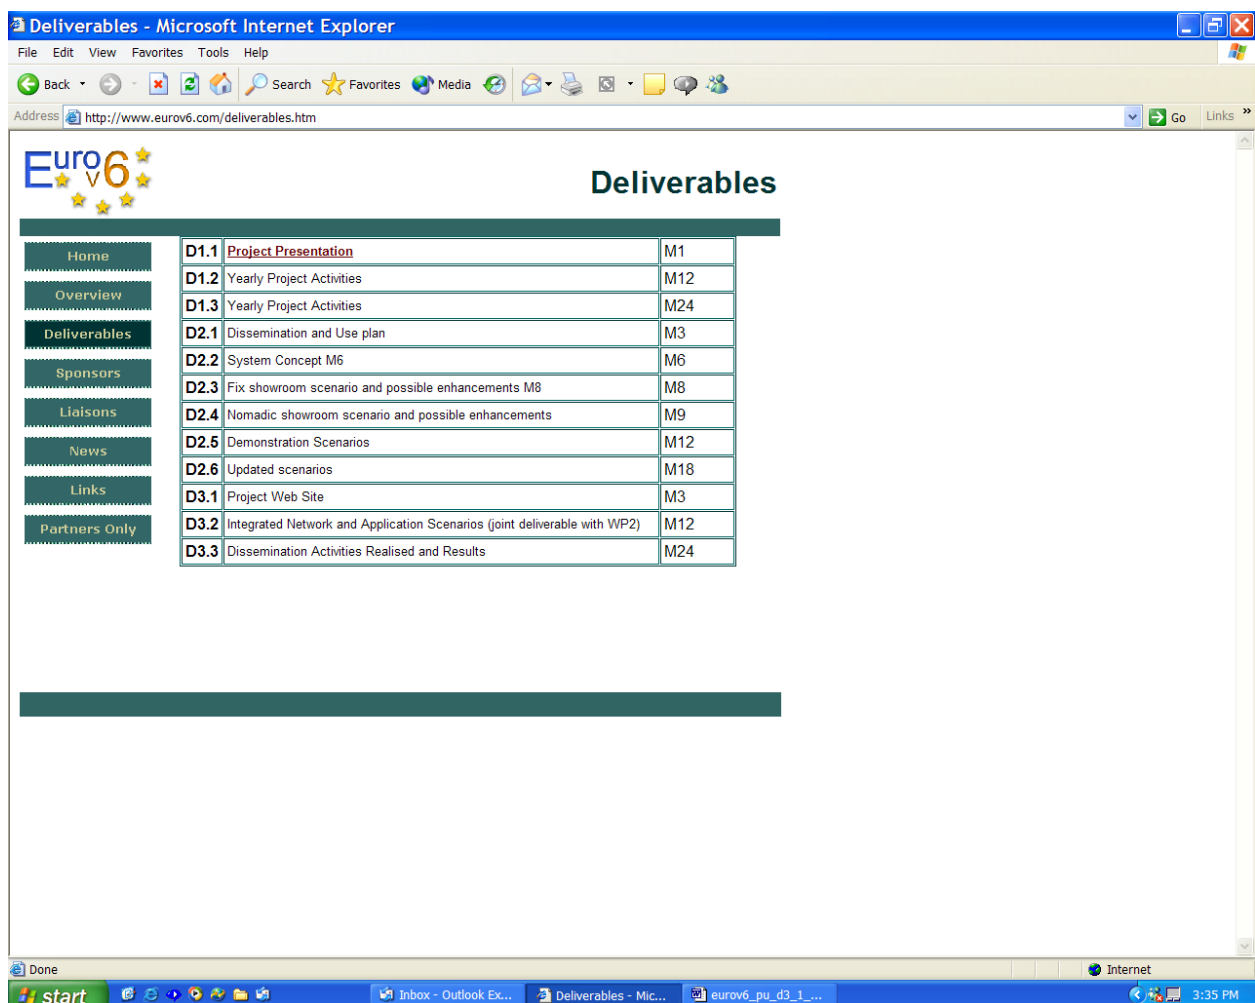 Deliverables - Microsoft Internet Explorer
File Edit View Favorites Tools Help
Back Search Favorites Media
Address http://www.eurov6.com/deliverables.htm Go Links »
Euro v6
Deliverables
Home
Overview
Deliverables
Sponsors
Liaisons
News
Links
Partners Only
D1.1 Project Presentation M1
D1.2 Yearly Project Activities M12
D1.3 Yearly Project Activities M24
D2.1 Dissemination and Use plan M3
D2.2 System Concept M6 M6
D2.3 Fix showroom scenario and possible enhancements M8 M8
D2.4 Nomadic showroom scenario and possible enhancements M9
D2.5 Demonstration Scenarios M12
D2.6 Updated scenarios M18
D3.1 Project Web Site M3
D3.2 Integrated Network and Application Scenarios (joint deliverable with WP2) M12
D3.3 Dissemination Activities Realised and Results M24
Done Internet
start Inbox - Outlook Ex... Deliverables - Mic... eurov6_pu_d3_1_... 3:35 PM